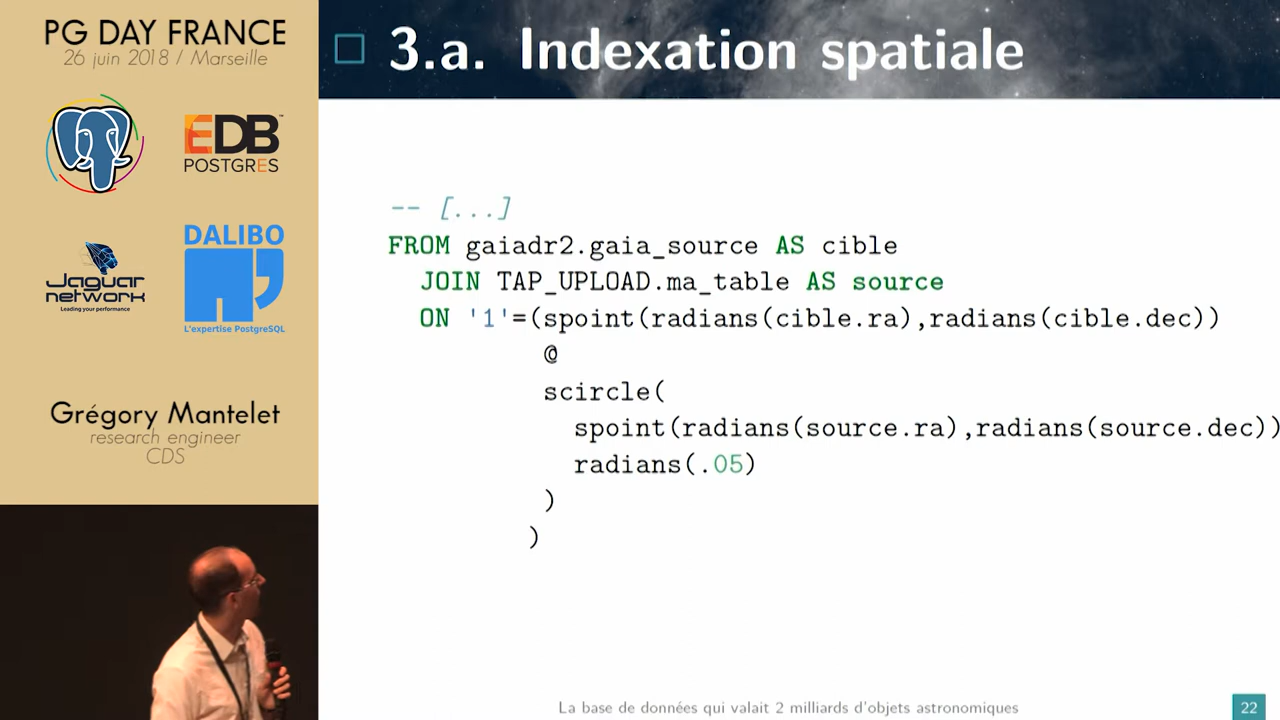 PG DAY FRANCE
26 juin 2018 / Marseille
EDB
POSTGRES
DALIBO
L'expertise PostgreSQL
Jaguar
network
Leading your performance
Grégory Mantelet
research engineer
CDS
3.a. Indexation spatiale
-- [...]
FROM gaiadr2.gaia_source AS cible
JOIN TAP_UPLOAD.ma_table AS source
ON '1'=(spoint(radians(cible.ra),radians(cible.dec))
@
scircle(
spoint(radians(source.ra),radians(source.dec))
radians(.05)
)
)
La base de données qui valait 2 milliards d'objets astronomiques
22